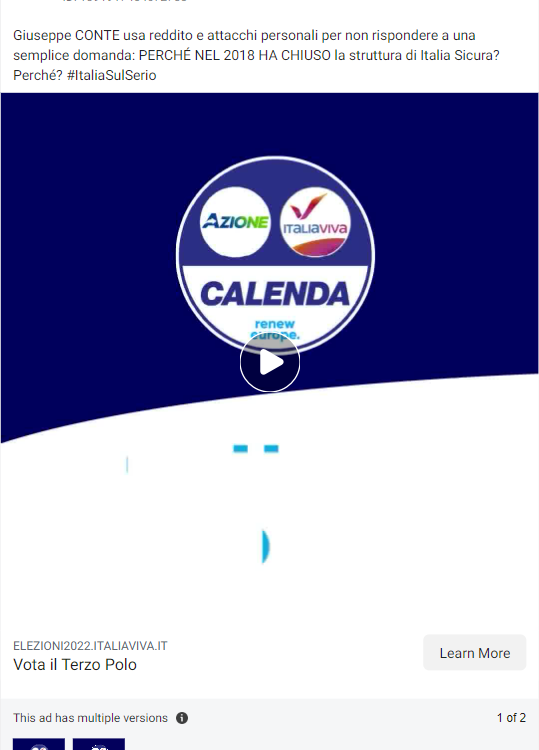 Giuseppe CONTE usa reddito e attacchi personali per non rispondere a una
semplice domanda: PERCHÉ NEL 2018 HA CHIUSO la struttura di Italia Sicura?
Perché? #ItaliaSulSerio
AZIONE
ITALIAVIVA
CALENDA
renew
europe.
ELEZIONI2022.ITALIAVIVA.IT
Vota il Terzo Polo
Learn More
This ad has multiple versions
1 of 2